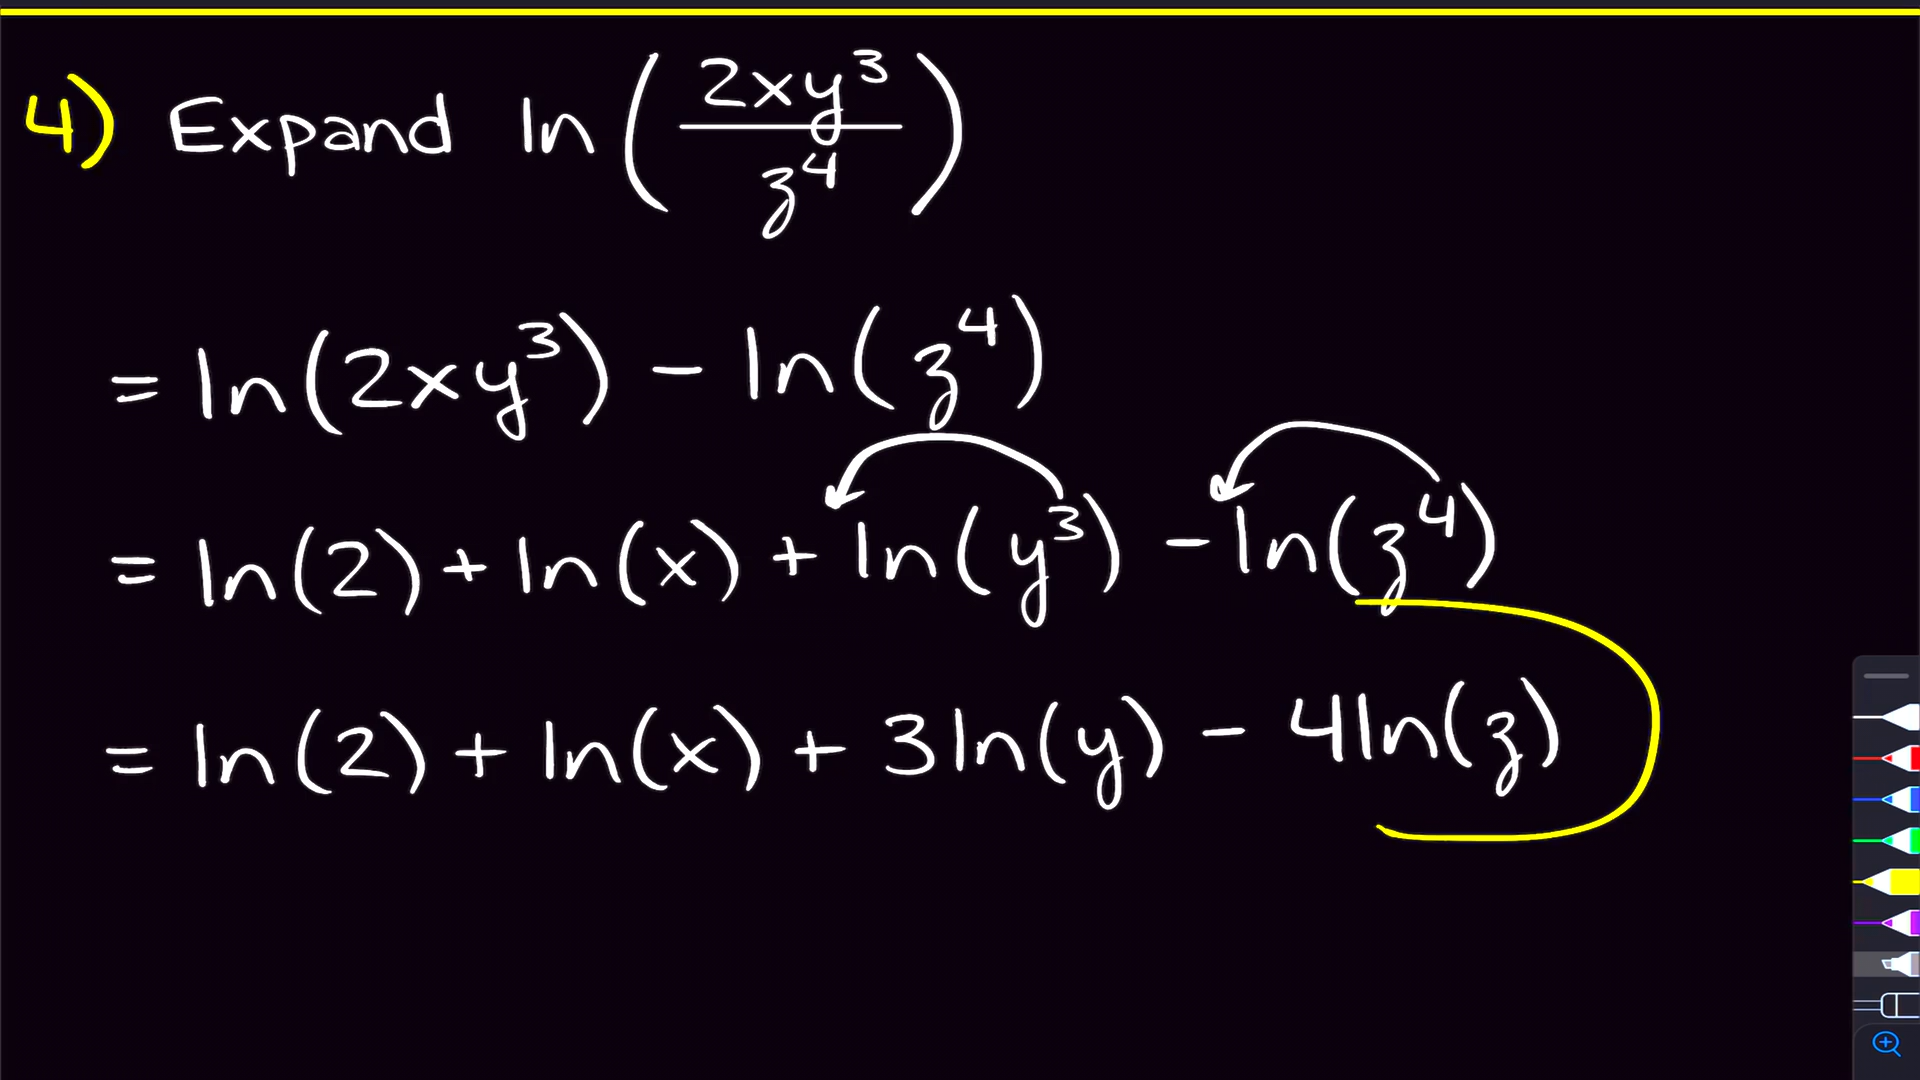 4) Expand ln(2xy³/z⁴)
= ln(2xy³) - ln(z⁴)
= ln(2) + ln(x) + ln(y³) - ln(z⁴)
= ln(2) + ln(x) + 3ln(y) - 4ln(z)